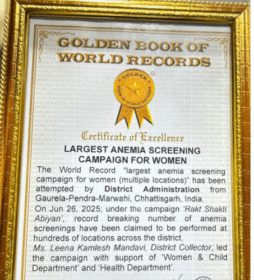 GOLDEN BOOK OF
WORLD RECORDS
GOLDEN
Certificate of Excellence
LARGEST ANEMIA SCREENING
CAMPAIGN FOR WOMEN
The World Record “largest anemia screening
campaign for women (multiple locations)” has been
attempted by District Administration from
Gaurela-Pendra-Marwahi, Chhattisgarh, India.
On Jun 26, 2025, under the campaign ‘Rakt Shakti
Abiyan’, record breaking number of anemia
screenings have been claimed to be performed at
hundreds of locations across the district.
Ms. Leena Kamlesh Mandavi, District Collector, led
the campaign with support of ‘Women & Child
Department’ and ‘Health Department’.